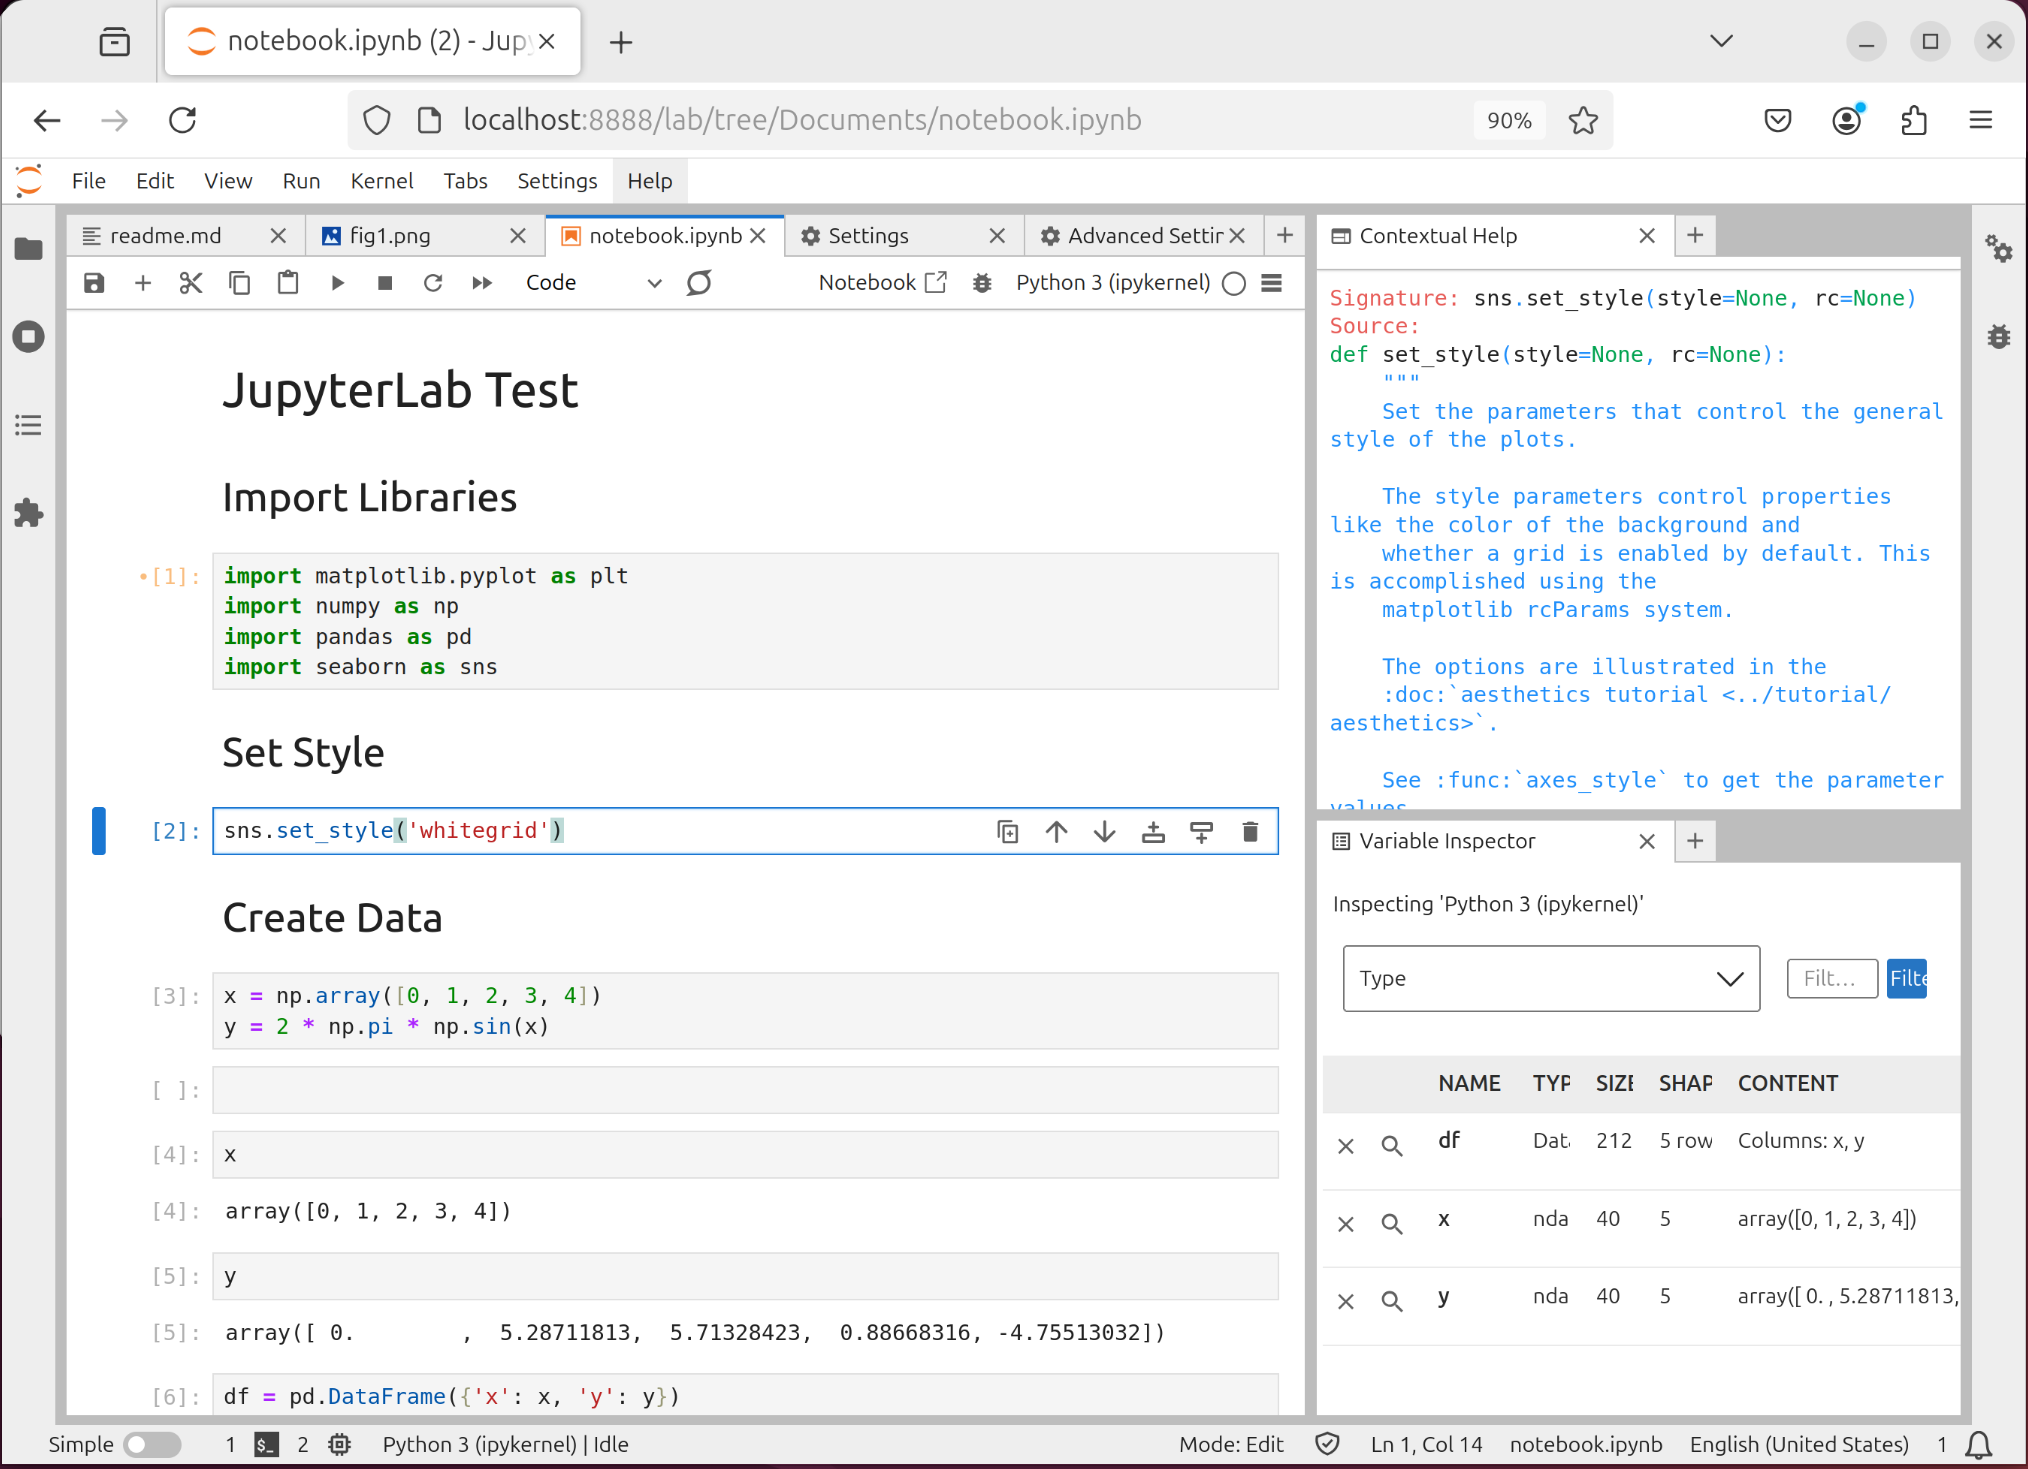 notebook.ipynb (2) - Jupy
localhost:8888/lab/tree/Documents/notebook.ipynb
90%
File Edit View Run Kernel Tabs Settings Help
readme.md
fig1.png
notebook.ipynb
Settings
Advanced Settir
Contextual Help
Code
Notebook
Python 3 (ipykernel)
JupyterLab Test
Import Libraries
[1]:
import matplotlib.pyplot as plt
import numpy as np
import pandas as pd
import seaborn as sns
Set Style
[2]: sns.set_style('whitegrid')
Create Data
[3]: x = np.array([0, 1, 2, 3, 4])
y = 2 * np.pi * np.sin(x)
[ ]:
[4]: x
[4]: array([0, 1, 2, 3, 4])
[5]: y
[5]: array([ 0.        ,  5.28711813,  5.71328423,  0.88668316, -4.75513032])
[6]: df = pd.DataFrame({'x': x, 'y': y})
Signature: sns.set_style(style=None, rc=None)
Source:
def set_style(style=None, rc=None):
"""
Set the parameters that control the general
style of the plots.
The style parameters control properties
like the color of the background and
whether a grid is enabled by default. This
is accomplished using the
matplotlib rcParams system.
The options are illustrated in the
:doc:`aesthetics tutorial <../tutorial/
aesthetics>`.
See :func:`axes_style` to get the parameter
values
Variable Inspector
Inspecting 'Python 3 (ipykernel)'
Type
Filt...
Filte
NAME TYP SIZE SHAP CONTENT
df Data 212 5 row Columns: x, y
x nda 40 5 array([0, 1, 2, 3, 4])
y nda 40 5 array([ 0. , 5.28711813,
Simple 1 $_ 2 Python 3 (ipykernel) | Idle
Mode: Edit Ln 1, Col 14 notebook.ipynb English (United States) 1